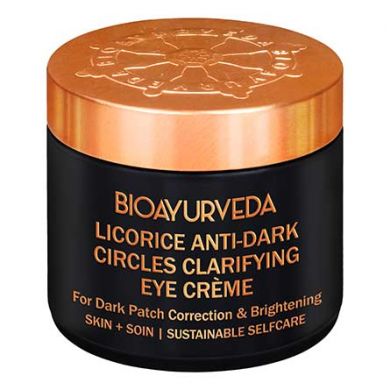 BIOAYURVEDA
LICORICE ANTI-DARK
CIRCLES CLARIFYING
EYE CRÈME
For Dark Patch Correction & Brightening
SKIN + SOIN | SUSTAINABLE SELFCARE